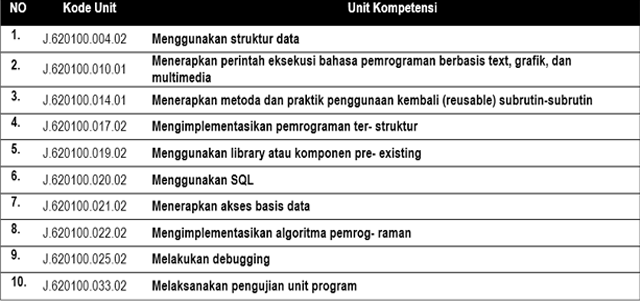 NO Kode Unit Unit Kompetensi
1. J.620100.004.02 Menggunakan struktur data
2. J.620100.010.01 Menerapkan perintah eksekusi bahasa pemrograman berbasis text, grafik, dan
multimedia
3. J.620100.014.01 Menerapkan metoda dan praktik penggunaan kembali (reusable) subrutin-subrutin
4. J.620100.017.02 Mengimplementasikan pemrograman ter- struktur
5. J.620100.019.02 Menggunakan library atau komponen pre- existing
6. J.620100.020.02 Menggunakan SQL
7. J.620100.021.02 Menerapkan akses basis data
8. J.620100.022.02 Mengimplementasikan algoritma pemrog- raman
9. J.620100.025.02 Melakukan debugging
10. J.620100.033.02 Melaksanakan pengujian unit program